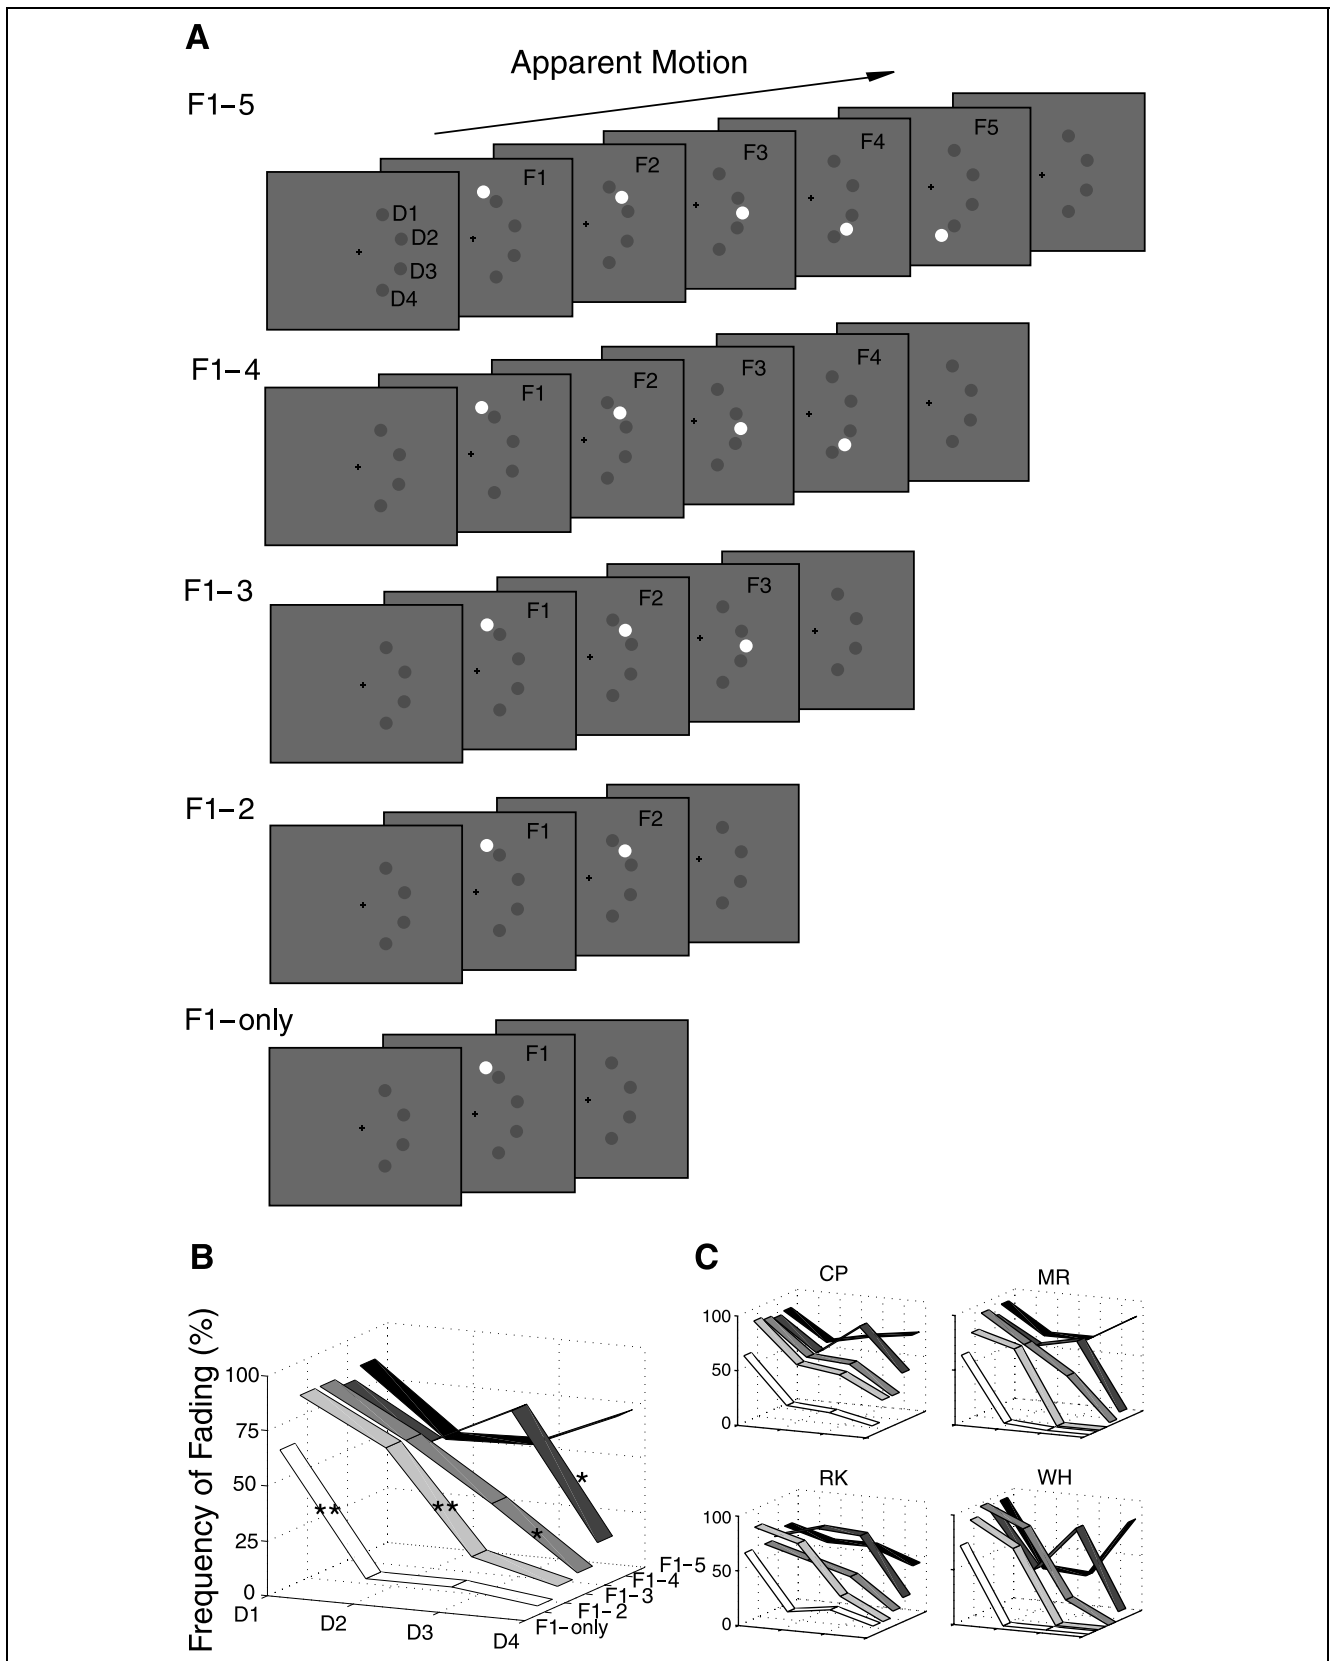 A
Apparent Motion
F1–5
F1
F2
F3
F4
F5
D1
D2
D3
D4
F1–4
F1
F2
F3
F4
F1–3
F1
F2
F3
F1–2
F1
F2
F1–only
F1
B
Frequency of Fading (%)
100
75
50
25
0
D1
D2
D3
D4
F1–only
F1–2
F1–3
F1–4
F1–5
**
**
*
*
C
CP
MR
100
50
0
RK
WH
100
50
0